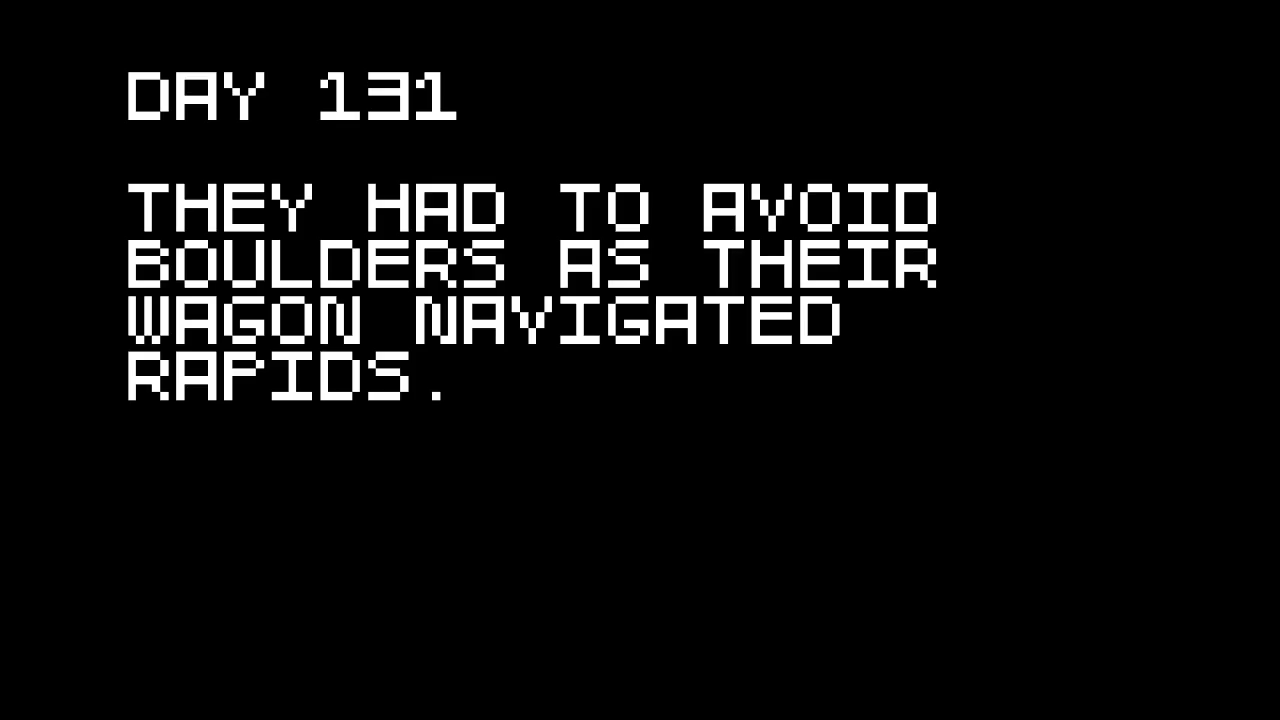 DAY 131
THEY HAD TO AVOID
BOULDERS AS THEIR
WAGON NAVIGATED
RAPIDS.